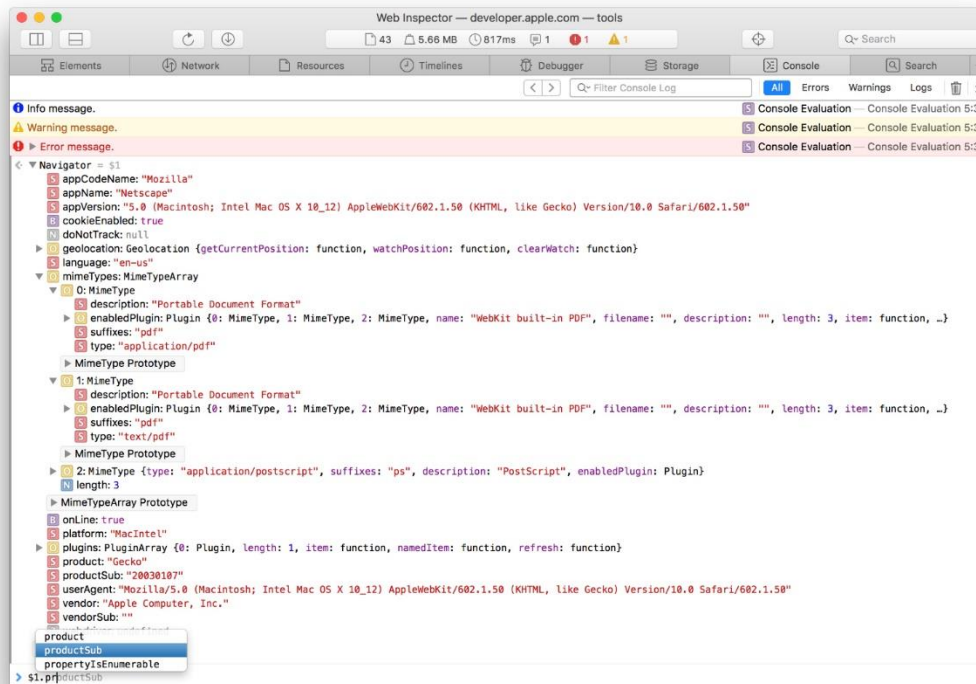 Web Inspector — developer.apple.com — tools
43 5.66 MB 817ms 1 1 1
Search
Elements Network Resources Timelines Debugger Storage Console Search
Filter Console Log All Errors Warnings Logs
Info message. Console Evaluation — Console Evaluation 5:3
Warning message. Console Evaluation — Console Evaluation 5:3
Error message. Console Evaluation — Console Evaluation 5:3
Navigator = $1
S appCodeName: "Mozilla"
S appName: "Netscape"
S appVersion: "5.0 (Macintosh; Intel Mac OS X 10_12) AppleWebKit/602.1.50 (KHTML, like Gecko) Version/10.0 Safari/602.1.50"
B cookieEnabled: true
N doNotTrack: null
O geolocation: Geolocation {getCurrentPosition: function, watchPosition: function, clearWatch: function}
S language: "en-us"
O mimeTypes: MimeTypeArray
O 0: MimeType
S description: "Portable Document Format"
O enabledPlugin: Plugin {0: MimeType, 1: MimeType, 2: MimeType, name: "WebKit built-in PDF", filename: "", description: "", length: 3, item: function, …}
S suffixes: "pdf"
S type: "application/pdf"
MimeType Prototype
O 1: MimeType
S description: "Portable Document Format"
O enabledPlugin: Plugin {0: MimeType, 1: MimeType, 2: MimeType, name: "WebKit built-in PDF", filename: "", description: "", length: 3, item: function, …}
S suffixes: "pdf"
S type: "text/pdf"
MimeType Prototype
O 2: MimeType {type: "application/postscript", suffixes: "ps", description: "PostScript", enabledPlugin: Plugin}
N length: 3
MimeTypeArray Prototype
B onLine: true
S platform: "MacIntel"
O plugins: PluginArray {0: Plugin, length: 1, item: function, namedItem: function, refresh: function}
S product: "Gecko"
S productSub: "20030107"
S userAgent: "Mozilla/5.0 (Macintosh; Intel Mac OS X 10_12) AppleWebKit/602.1.50 (KHTML, like Gecko) Version/10.0 Safari/602.1.50"
S vendor: "Apple Computer, Inc."
S vendorSub: ""
product
productSub
propertyIsEnumerable
$1.productSub